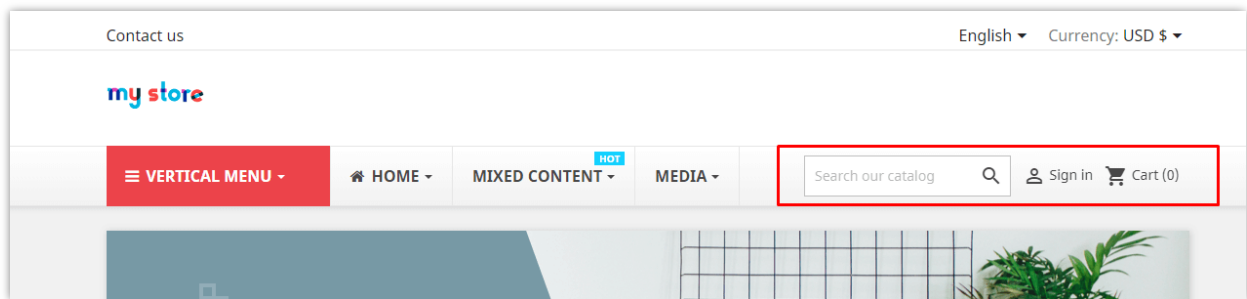 Contact us
English
Currency: USD $
my store
VERTICAL MENU
HOME
MIXED CONTENT
HOT
MEDIA
Search our catalog
Sign in
Cart (0)